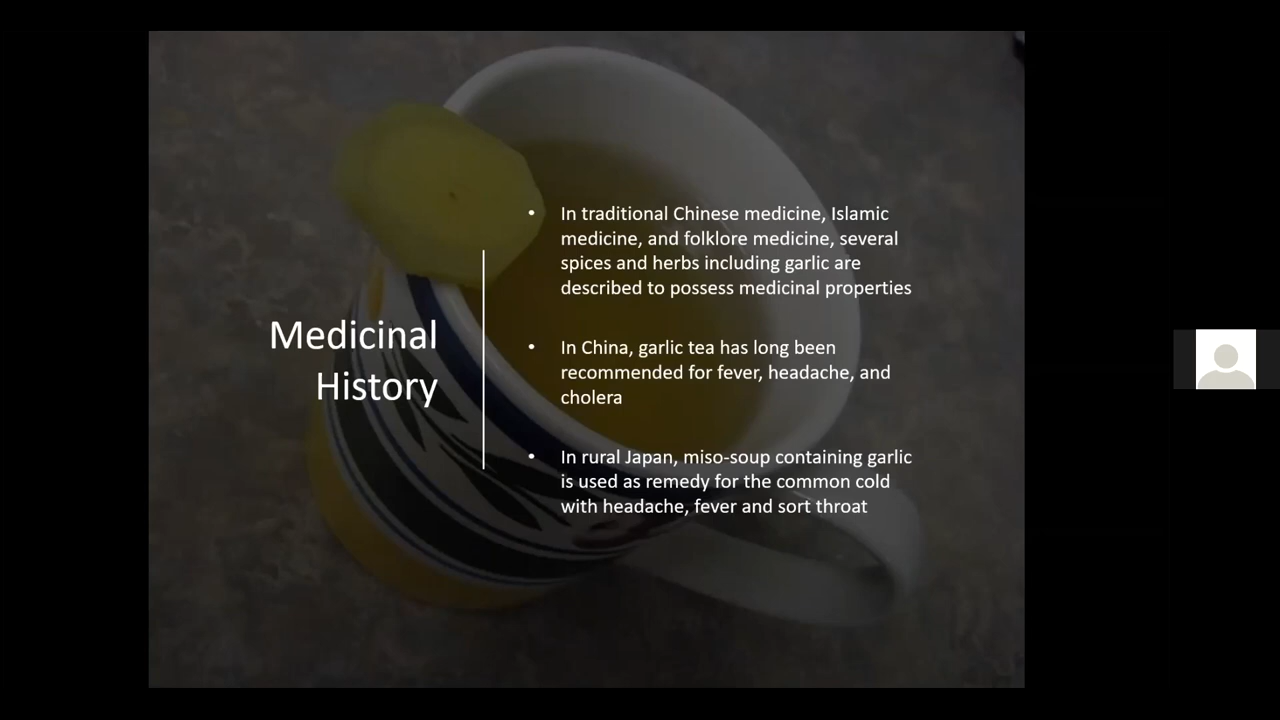 Medicinal
History
• In traditional Chinese medicine, Islamic
medicine, and folklore medicine, several
spices and herbs including garlic are
described to possess medicinal properties
• In China, garlic tea has long been
recommended for fever, headache, and
cholera
• In rural Japan, miso-soup containing garlic
is used as remedy for the common cold
with headache, fever and sort throat